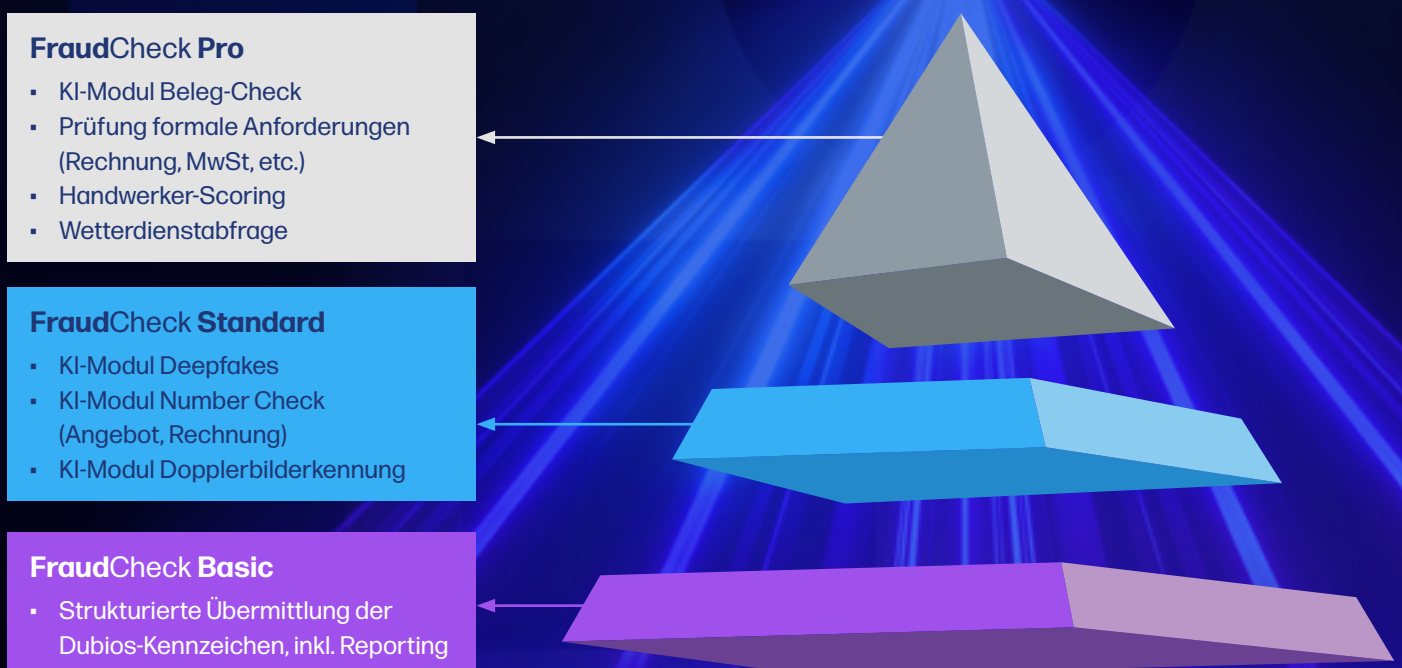 FraudCheck Pro
▪ KI-Modul Beleg-Check
▪ Prüfung formale Anforderungen
(Rechnung, MwSt, etc.)
▪ Handwerker-Scoring
▪ Wetterdienstabfrage
FraudCheck Standard
▪ KI-Modul Deepfakes
▪ KI-Modul Number Check
(Angebot, Rechnung)
▪ KI-Modul Dopplerbilderkennung
FraudCheck Basic
▪ Strukturierte Übermittlung der
Dubios-Kennzeichen, inkl. Reporting